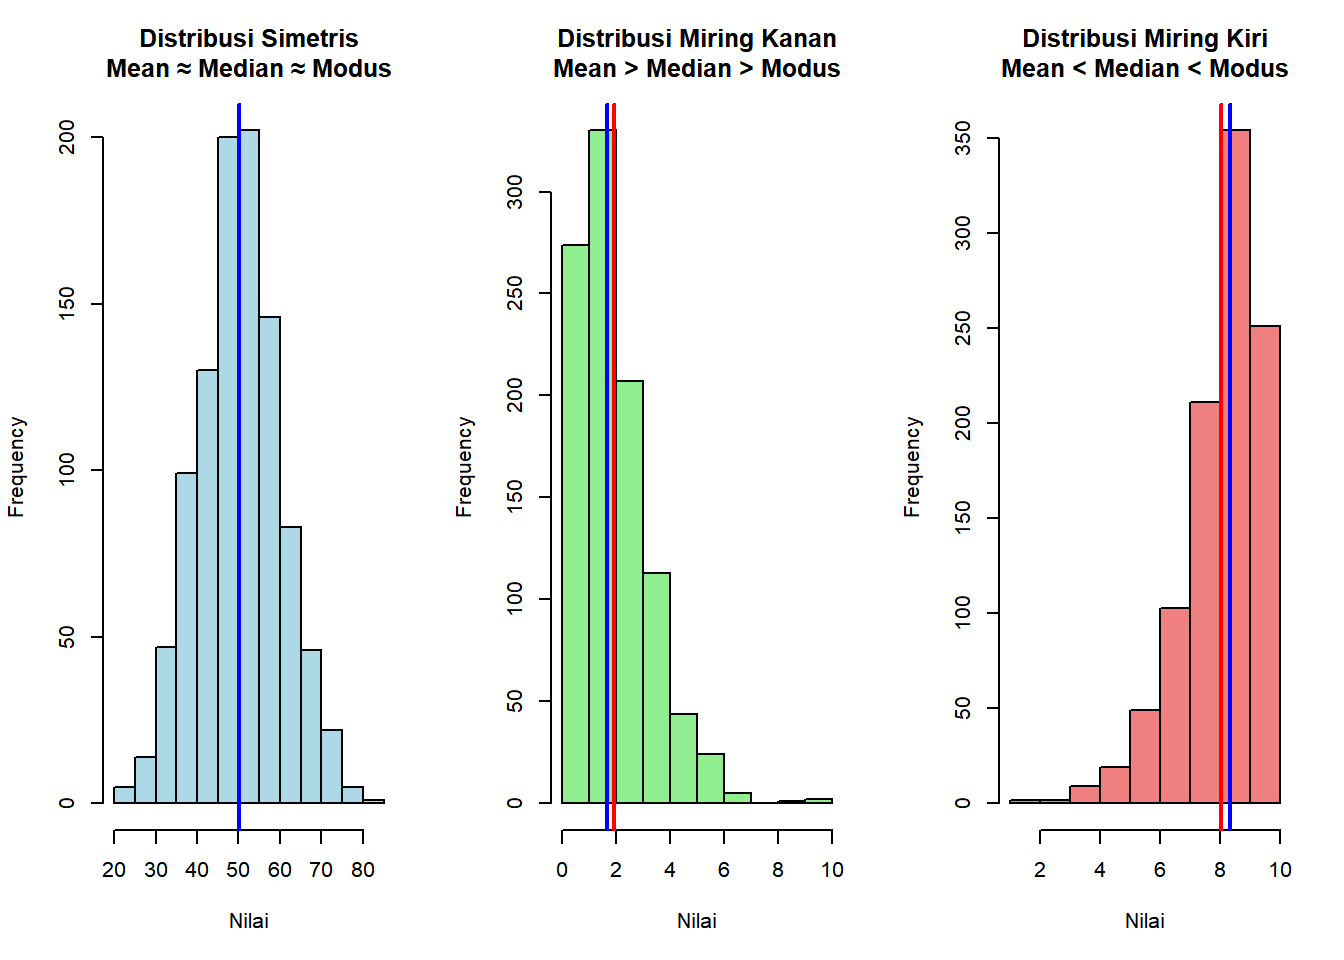 Distribusi Simetris
Mean ≈ Median ≈ Modus
Frequency
200
150
100
50
0
20 30 40 50 60 70 80
Nilai
Distribusi Miring Kanan
Mean > Median > Modus
Frequency
300
250
200
150
100
50
0
0 2 4 6 8 10
Nilai
Distribusi Miring Kiri
Mean < Median < Modus
Frequency
350
300
250
200
150
100
50
0
2 4 6 8 10
Nilai